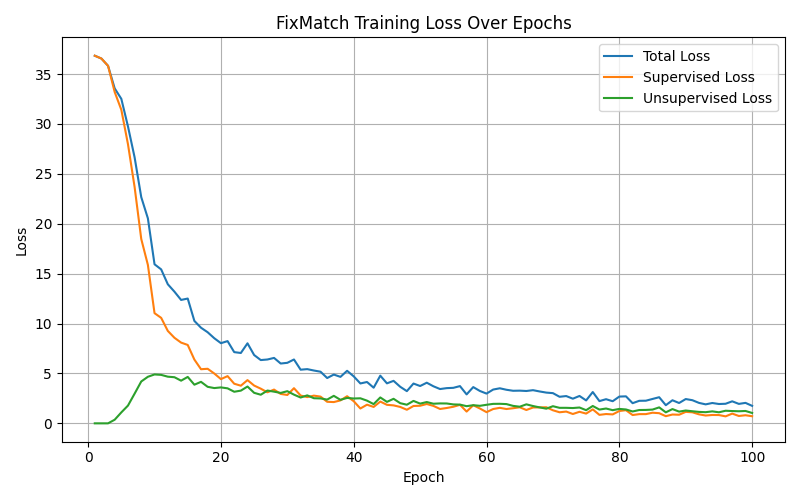 FixMatch Training Loss Over Epochs
Total Loss
Supervised Loss
Unsupervised Loss
Loss
35
30
25
20
15
10
5
0
0 20 40 60 80 100
Epoch